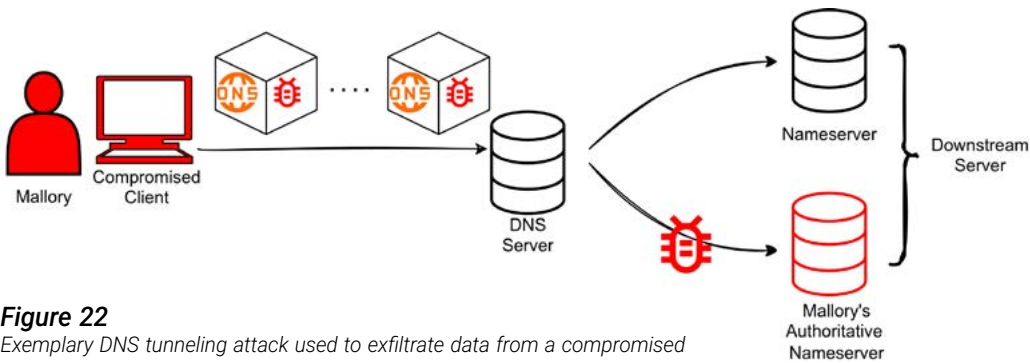 DNS
DNS
Mallory
Compromised
Client
DNS
Server
Nameserver
Downstream
Server
Mallory's
Authoritative
Nameserver
Figure 22
Exemplary DNS tunneling attack used to exfiltrate data from a compromised